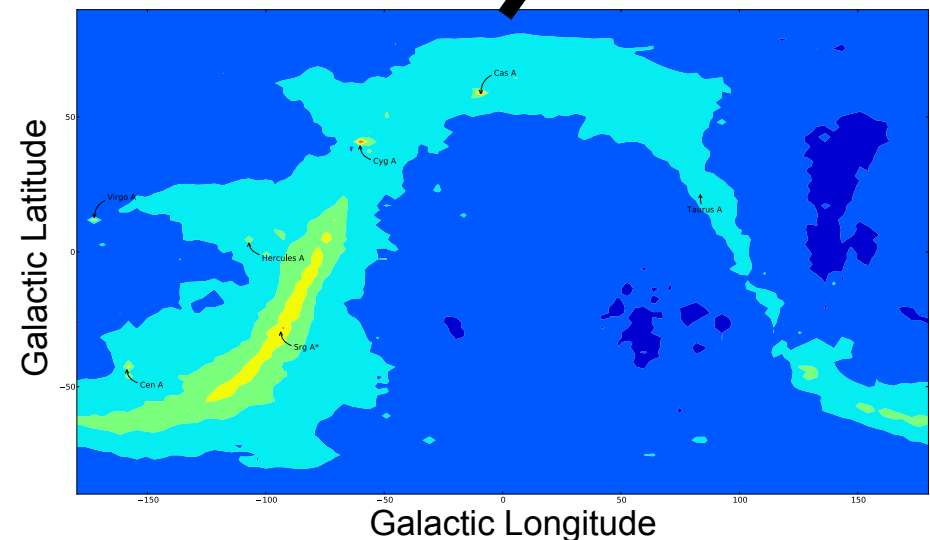 Galactic Latitude
50
0
−50
Cas A
Cyg A
Virgo A
Taurus A
Hercules A
Srg A*
Cen A
−150
−100
−50
0
50
100
150
Galactic Longitude